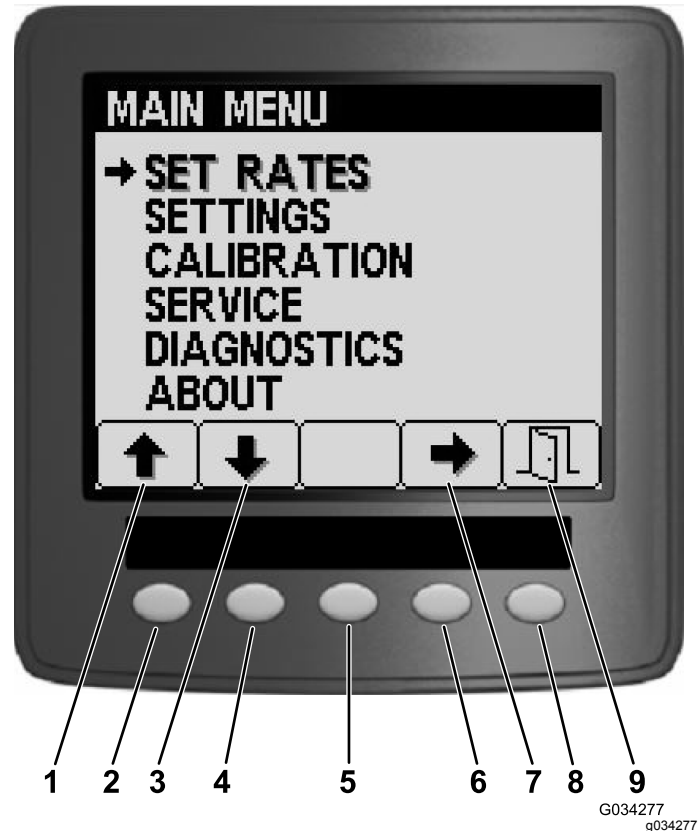 MAIN MENU
SET RATES
SETTINGS
CALIBRATION
SERVICE
DIAGNOSTICS
ABOUT
1 2 3 4 5 6 7 8 9
G034277
g034277